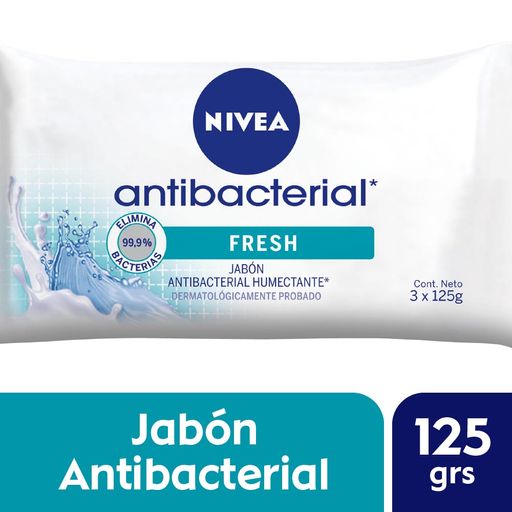 NIVEA
antibacterial*
ELIMINA
99,9%
BACTERIAS
FRESH
JABÓN
ANTIBACTERIAL HUMECTANTE*
DERMATOLÓGICAMENTE PROBADO
Cont. Neto
3 x 125g
Jabón
Antibacterial
125
grs